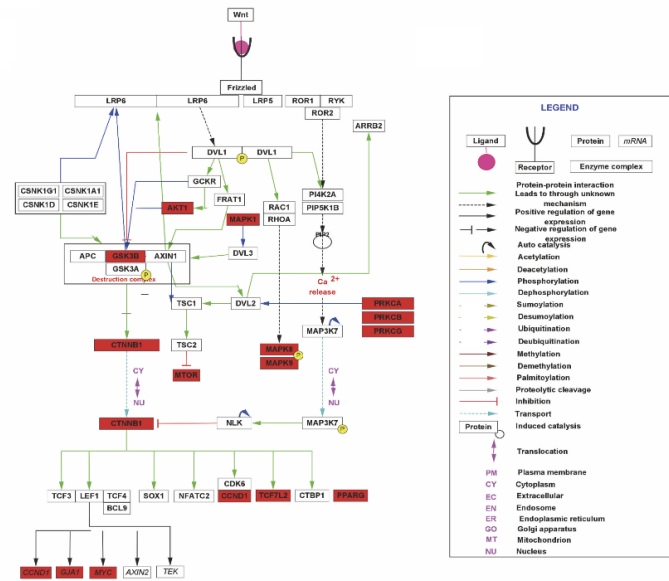 Wnt
Frizzled
LRP6 LRP6 LRP5 ROR1 RYK
ROR2
ARRB2
DVL1 P DVL1
CSNK1G1 CSNK1A1
CSNK1D CSNK1E
GCKR
AKT1
FRAT1
MAPK1
RAC1
RHOA
PI4K2A
PIP5K1B
APC GSK3B AXIN1
GSK3A P
Destruction complex
DVL3
Ca 2+
release
TSC1 DVL2
PRKCA
PRKCB
PRKCG
CTNNB1
TSC2
MTOR
MAPK8
MAPK9 P
MAP3K7
CY
NU
CY
NU
CTNNB1
NLK
MAP3K7 P
TCF3 LEF1 TCF4 SOX1 NFATC2 CDK6 TCF7L2 CTBP1 PPARG
BCL9
CCND1
CCND1 GJA1 MYC AXIN2 TEK
LEGEND
Ligand
Receptor
Protein mRNA
Enzyme complex
Protein-protein interaction
Leads to through unknown
mechanism
Positive regulation of gene
expression
Negative regulation of gene
expression
Auto catalysis
Acetylation
Deacetylation
Phosphorylation
Dephosphorylation
Sumoylation
Desumoylation
Ubiquitination
Deubiquitination
Methylation
Demethylation
Palmitoylation
Proteolytic cleavage
Inhibition
Transport
Protein Induced catalysis
Translocation
PM Plasma membrane
CY Cytoplasm
EC Extracellular
EN Endosome
ER Endoplasmic reticulum
GO Golgi apparatus
MT Mitochondrion
NU Nucleus